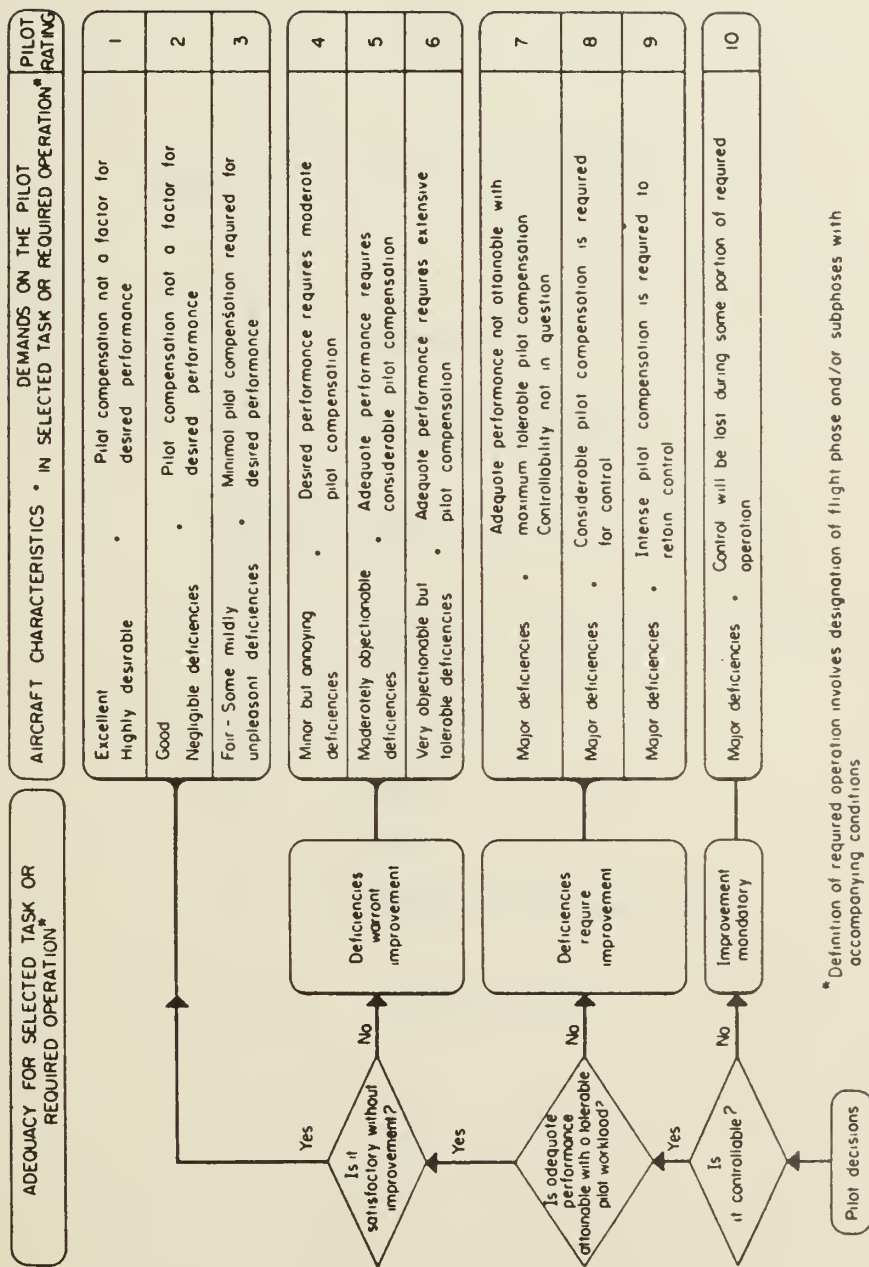 ADEQUACY FOR SELECTED TASK OR
REQUIRED OPERATION*
AIRCRAFT CHARACTERISTICS •
DEMANDS ON THE PILOT
IN SELECTED TASK OR REQUIRED OPERATION*
PILOT
RATING
Excellent
Highly desirable
•
Pilot compensation not a factor for
desired performance
1
Good
Negligible deficiencies
•
Pilot compensation not a factor for
desired performance
2
Fair - Some mildly
unpleasant deficiencies
•
Minimal pilot compensation required for
desired performance
3
Is it
satisfactory without
improvement?
Yes
No
Deficiencies
warrant
improvement
Minor but annoying
deficiencies
•
Desired performance requires moderate
pilot compensation
4
Moderately objectionable
deficiencies
•
Adequate performance requires
considerable pilot compensation
5
Very objectionable but
tolerable deficiencies
•
Adequate performance requires extensive
pilot compensation
6
Yes
Is adequate
performance
attainable with a tolerable
pilot workload?
No
Deficiencies
require
improvement
Major deficiencies
•
Adequate performance not attainable with
maximum tolerable pilot compensation
Controllability not in question
7
Major deficiencies
•
Considerable pilot compensation is required
for control
8
Major deficiencies
•
Intense pilot compensation is required to
retain control
9
Yes
Is
it controllable?
No
Improvement
mandatory
Major deficiencies
•
Control will be lost during some portion of required
operation
10
Pilot decisions
*Definition of required operation involves designation of flight phase and/or subphases with
accompanying conditions